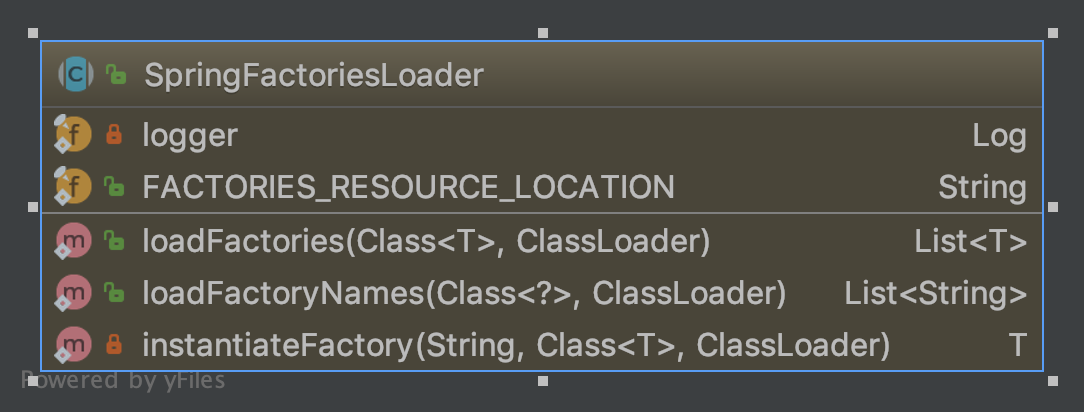 SpringFactoriesLoader
logger Log
FACTORIES_RESOURCE_LOCATION String
loadFactories(Class<T>, ClassLoader) List<T>
loadFactoryNames(Class<?>, ClassLoader) List<String>
instantiateFactory(String, Class<T>, ClassLoader) T
Powered by yFiles